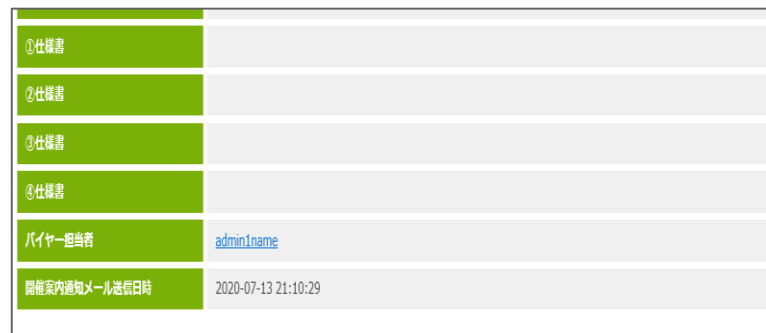 ①仕様書
②仕様書
③仕様書
④仕様書
バイヤー担当者 admin1name
開催案内通知メール送信日時 2020-07-13 21:10:29